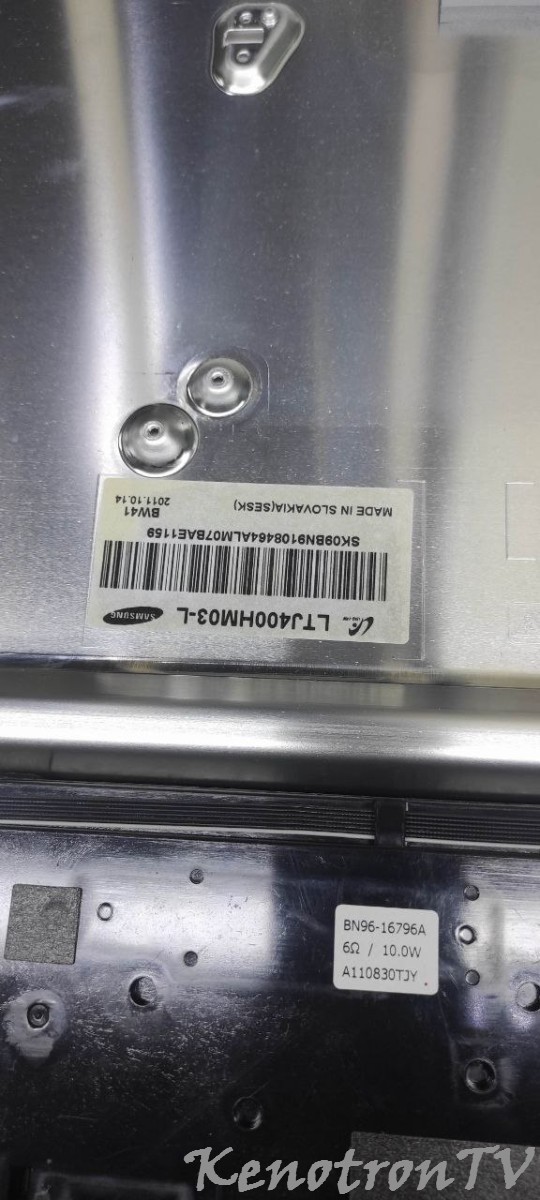 LTJ400HM03-L
SAMSUNG
SK09BN9108464ALM07BAE1159
MADE IN SLOVAKIA(SESK)
BW41
2011.10.14
BN96-16796A
6Ω / 10.0W
A110830TJY
KenotronTV